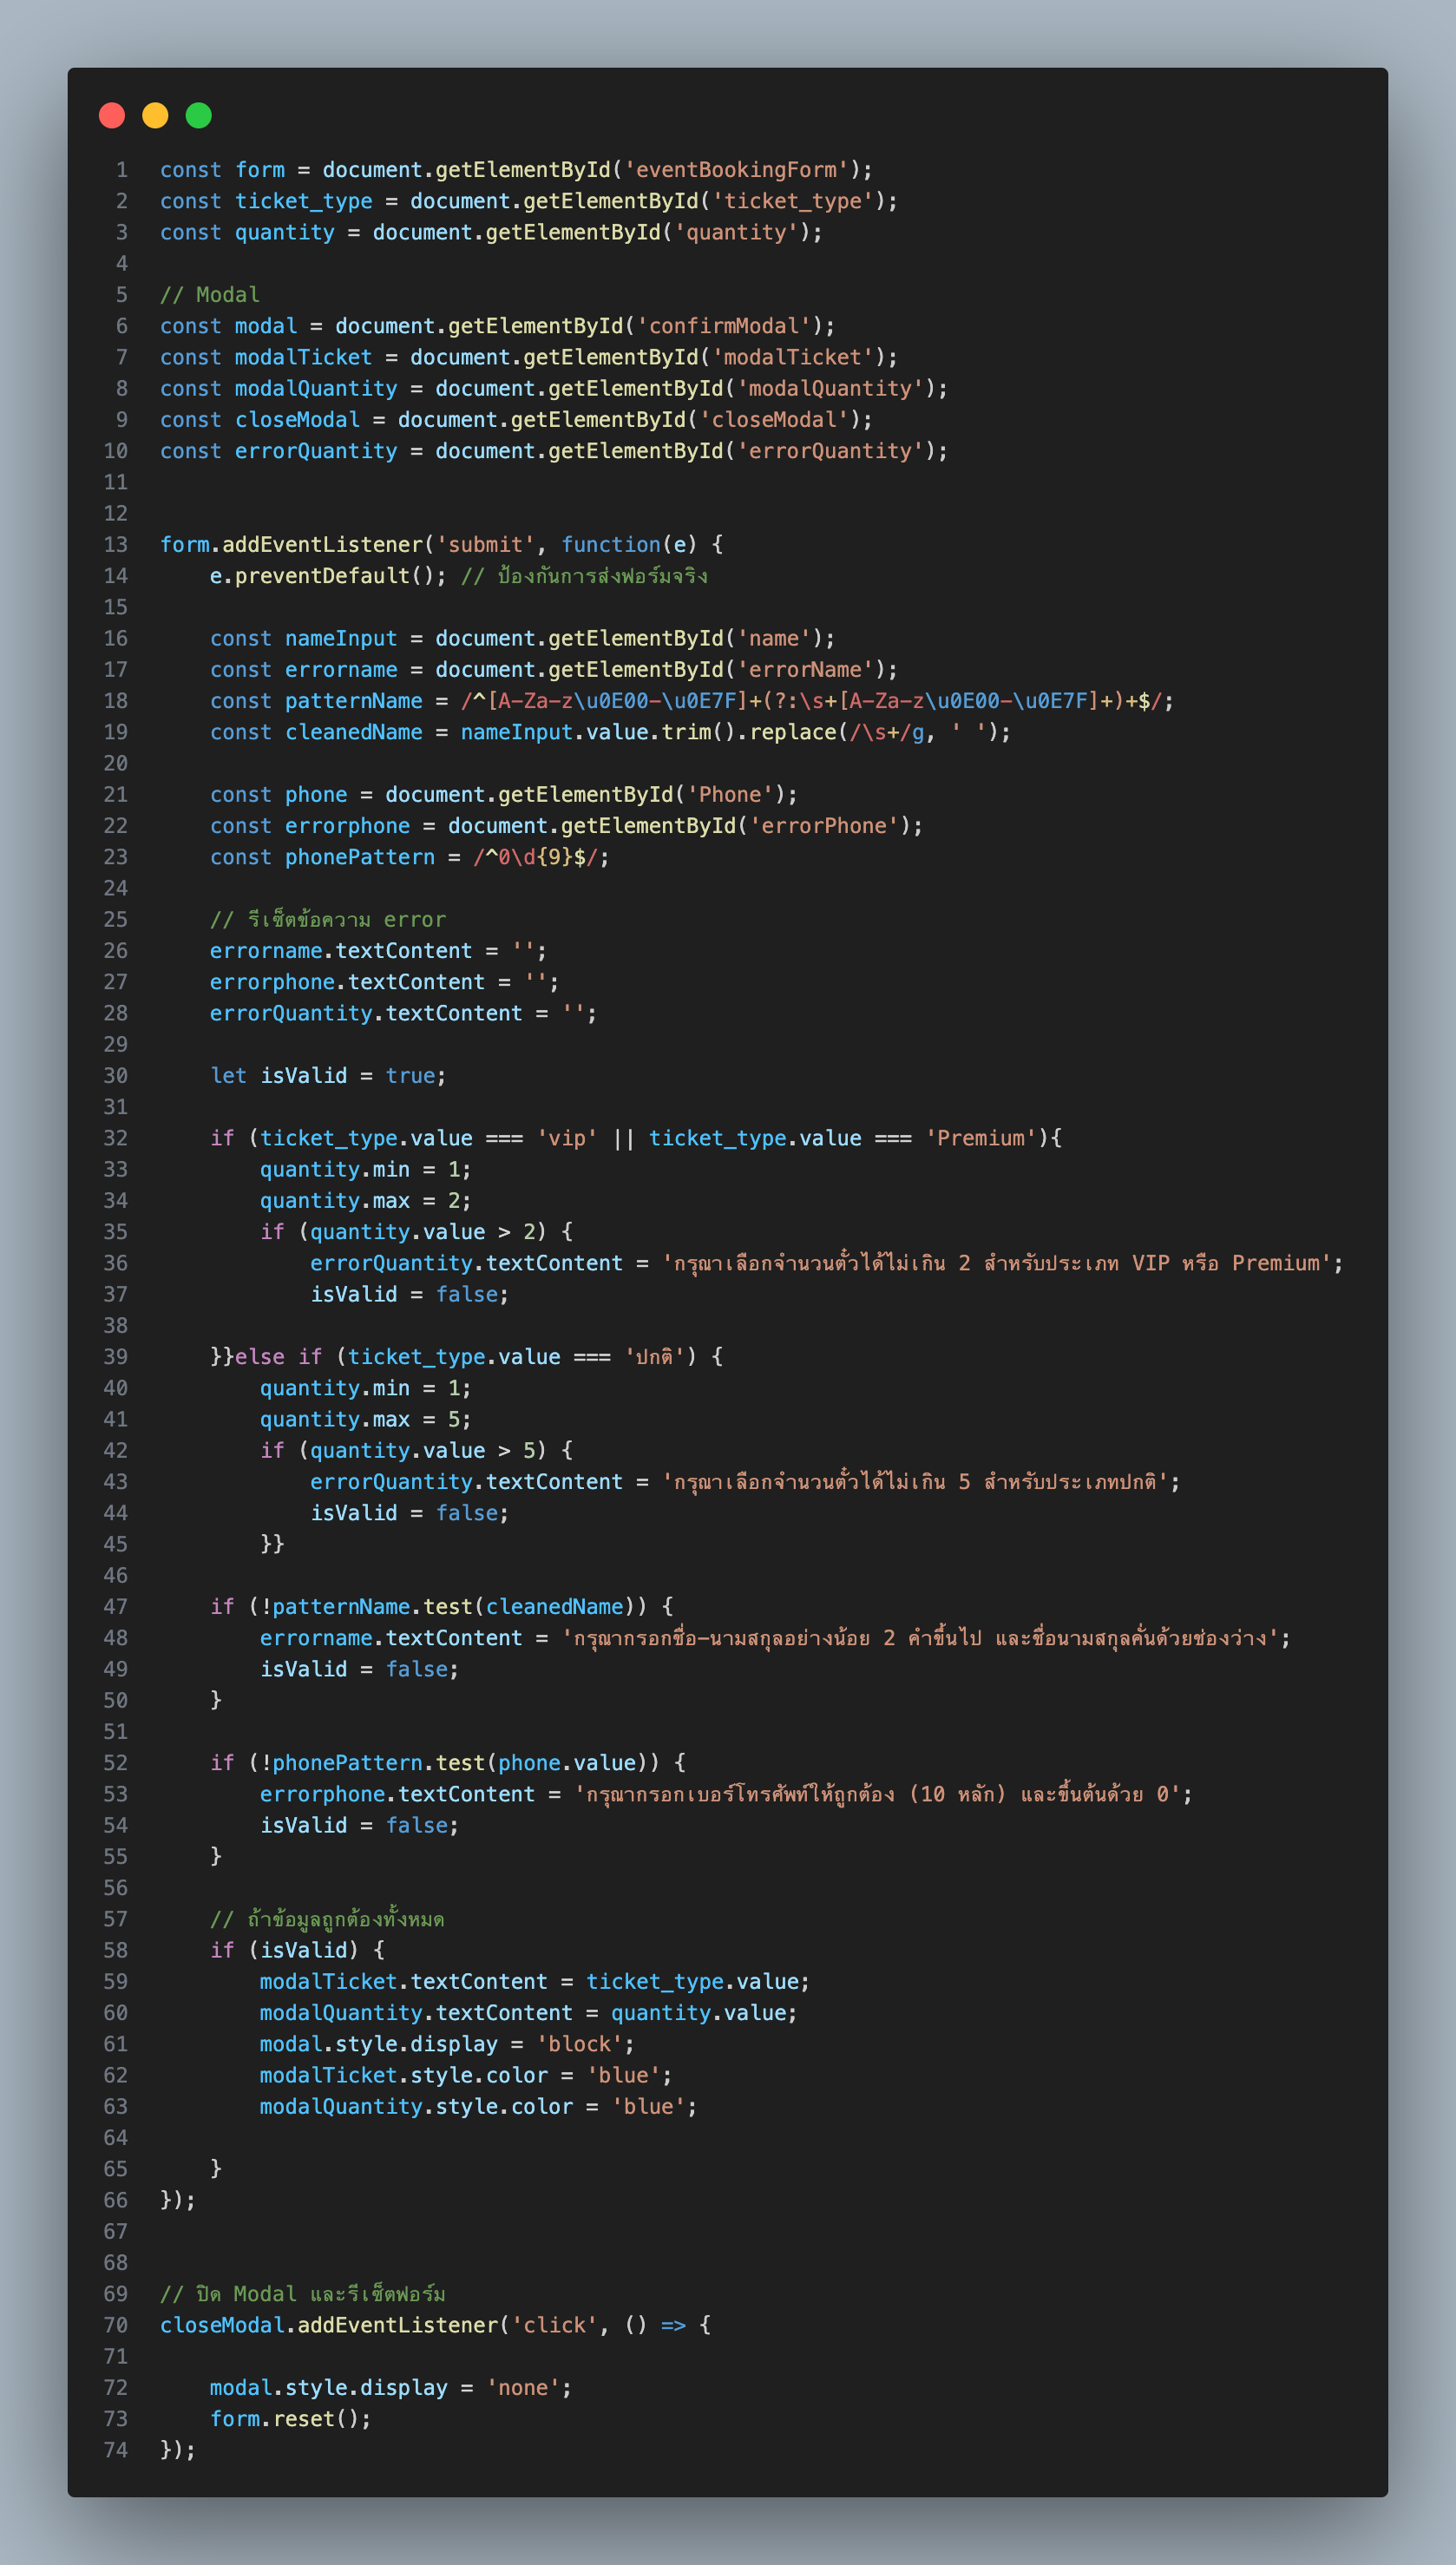 1 const form = document.getElementById('eventBookingForm');
2 const ticket_type = document.getElementById('ticket_type');
3 const quantity = document.getElementById('quantity');
4
5 // Modal
6 const modal = document.getElementById('confirmModal');
7 const modalTicket = document.getElementById('modalTicket');
8 const modalQuantity = document.getElementById('modalQuantity');
9 const closeModal = document.getElementById('closeModal');
10 const errorQuantity = document.getElementById('errorQuantity');
11
12
13 form.addEventListener('submit', function(e) {
14     e.preventDefault(); // ป้องกันการส่งฟอร์มจริง
15
16     const nameInput = document.getElementById('name');
17     const errorname = document.getElementById('errorName');
18     const patternName = /^[A-Za-z\u0E00-\u0E7F]+(?:\s+[A-Za-z\u0E00-\u0E7F]+)+$/;
19     const cleanedName = nameInput.value.trim().replace(/\s+/g, ' ');
20
21     const phone = document.getElementById('Phone');
22     const errorphone = document.getElementById('errorPhone');
23     const phonePattern = /^0\d{9}$/;
24
25     // รีเซ็ตข้อความ error
26     errorname.textContent = '';
27     errorphone.textContent = '';
28     errorQuantity.textContent = '';
29
30     let isValid = true;
31
32     if (ticket_type.value === 'vip' || ticket_type.value === 'Premium'){
33         quantity.min = 1;
34         quantity.max = 2;
35         if (quantity.value > 2) {
36             errorQuantity.textContent = 'กรุณาเลือกจำนวนตั๋วได้ไม่เกิน 2 สำหรับประเภท VIP หรือ Premium';
37             isValid = false;
38
39     }}else if (ticket_type.value === 'ปกติ') {
40         quantity.min = 1;
41         quantity.max = 5;
42         if (quantity.value > 5) {
43             errorQuantity.textContent = 'กรุณาเลือกจำนวนตั๋วได้ไม่เกิน 5 สำหรับประเภทปกติ';
44             isValid = false;
45         }}
46
47     if (!patternName.test(cleanedName)) {
48         errorname.textContent = 'กรุณากรอกชื่อ-นามสกุลอย่างน้อย 2 คำขึ้นไป และชื่อนามสกุลคั่นด้วยช่องว่าง';
49         isValid = false;
50     }
51
52     if (!phonePattern.test(phone.value)) {
53         errorphone.textContent = 'กรุณากรอกเบอร์โทรศัพท์ให้ถูกต้อง (10 หลัก) และขึ้นต้นด้วย 0';
54         isValid = false;
55     }
56
57     // ถ้าข้อมูลถูกต้องทั้งหมด
58     if (isValid) {
59         modalTicket.textContent = ticket_type.value;
60         modalQuantity.textContent = quantity.value;
61         modal.style.display = 'block';
62         modalTicket.style.color = 'blue';
63         modalQuantity.style.color = 'blue';
64
65     }
66 });
67
68
69 // ปิด Modal และรีเซ็ตฟอร์ม
70 closeModal.addEventListener('click', () => {
71
72     modal.style.display = 'none';
73     form.reset();
74 });